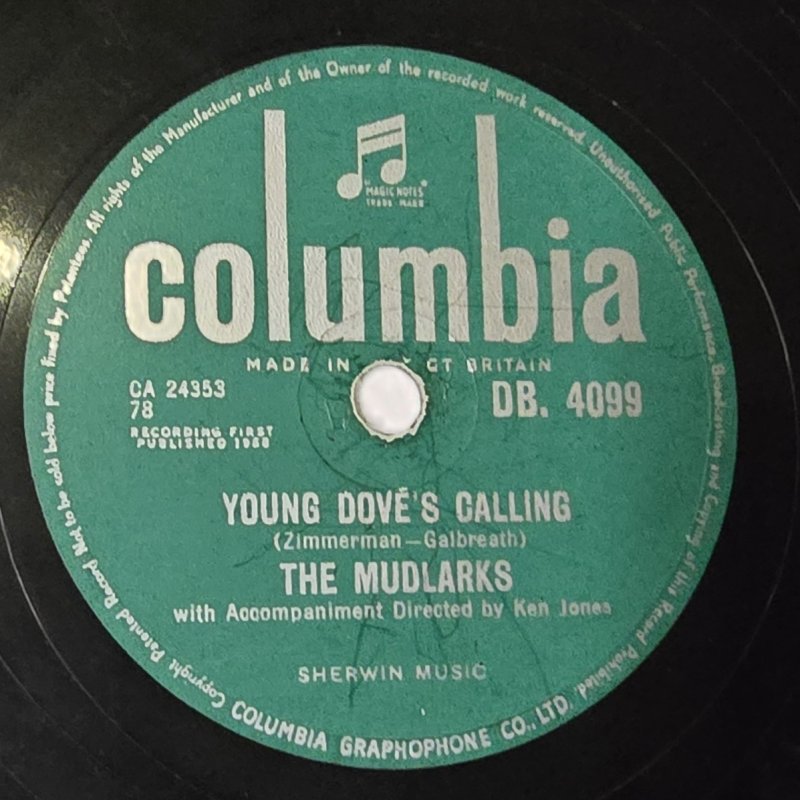 Copyright Patented Record Not to be sold below price fixed by Patentees. All rights of the Manufacturer and of the Owner of the recorded work reserved. Unauthorised Public Performance, Broadcasting and Copying of this Record Prohibited.
"MAGIC NOTES"
TRADE MARK
columbia
MADE IN GT BRITAIN
CA 24353
78
DB. 4099
RECORDING FIRST
PUBLISHED 1958
YOUNG DOVE'S CALLING
(Zimmerman—Galbreath)
THE MUDLARKS
with Accompaniment Directed by Ken Jones
SHERWIN MUSIC
COLUMBIA GRAPHOPHONE CO., LTD.